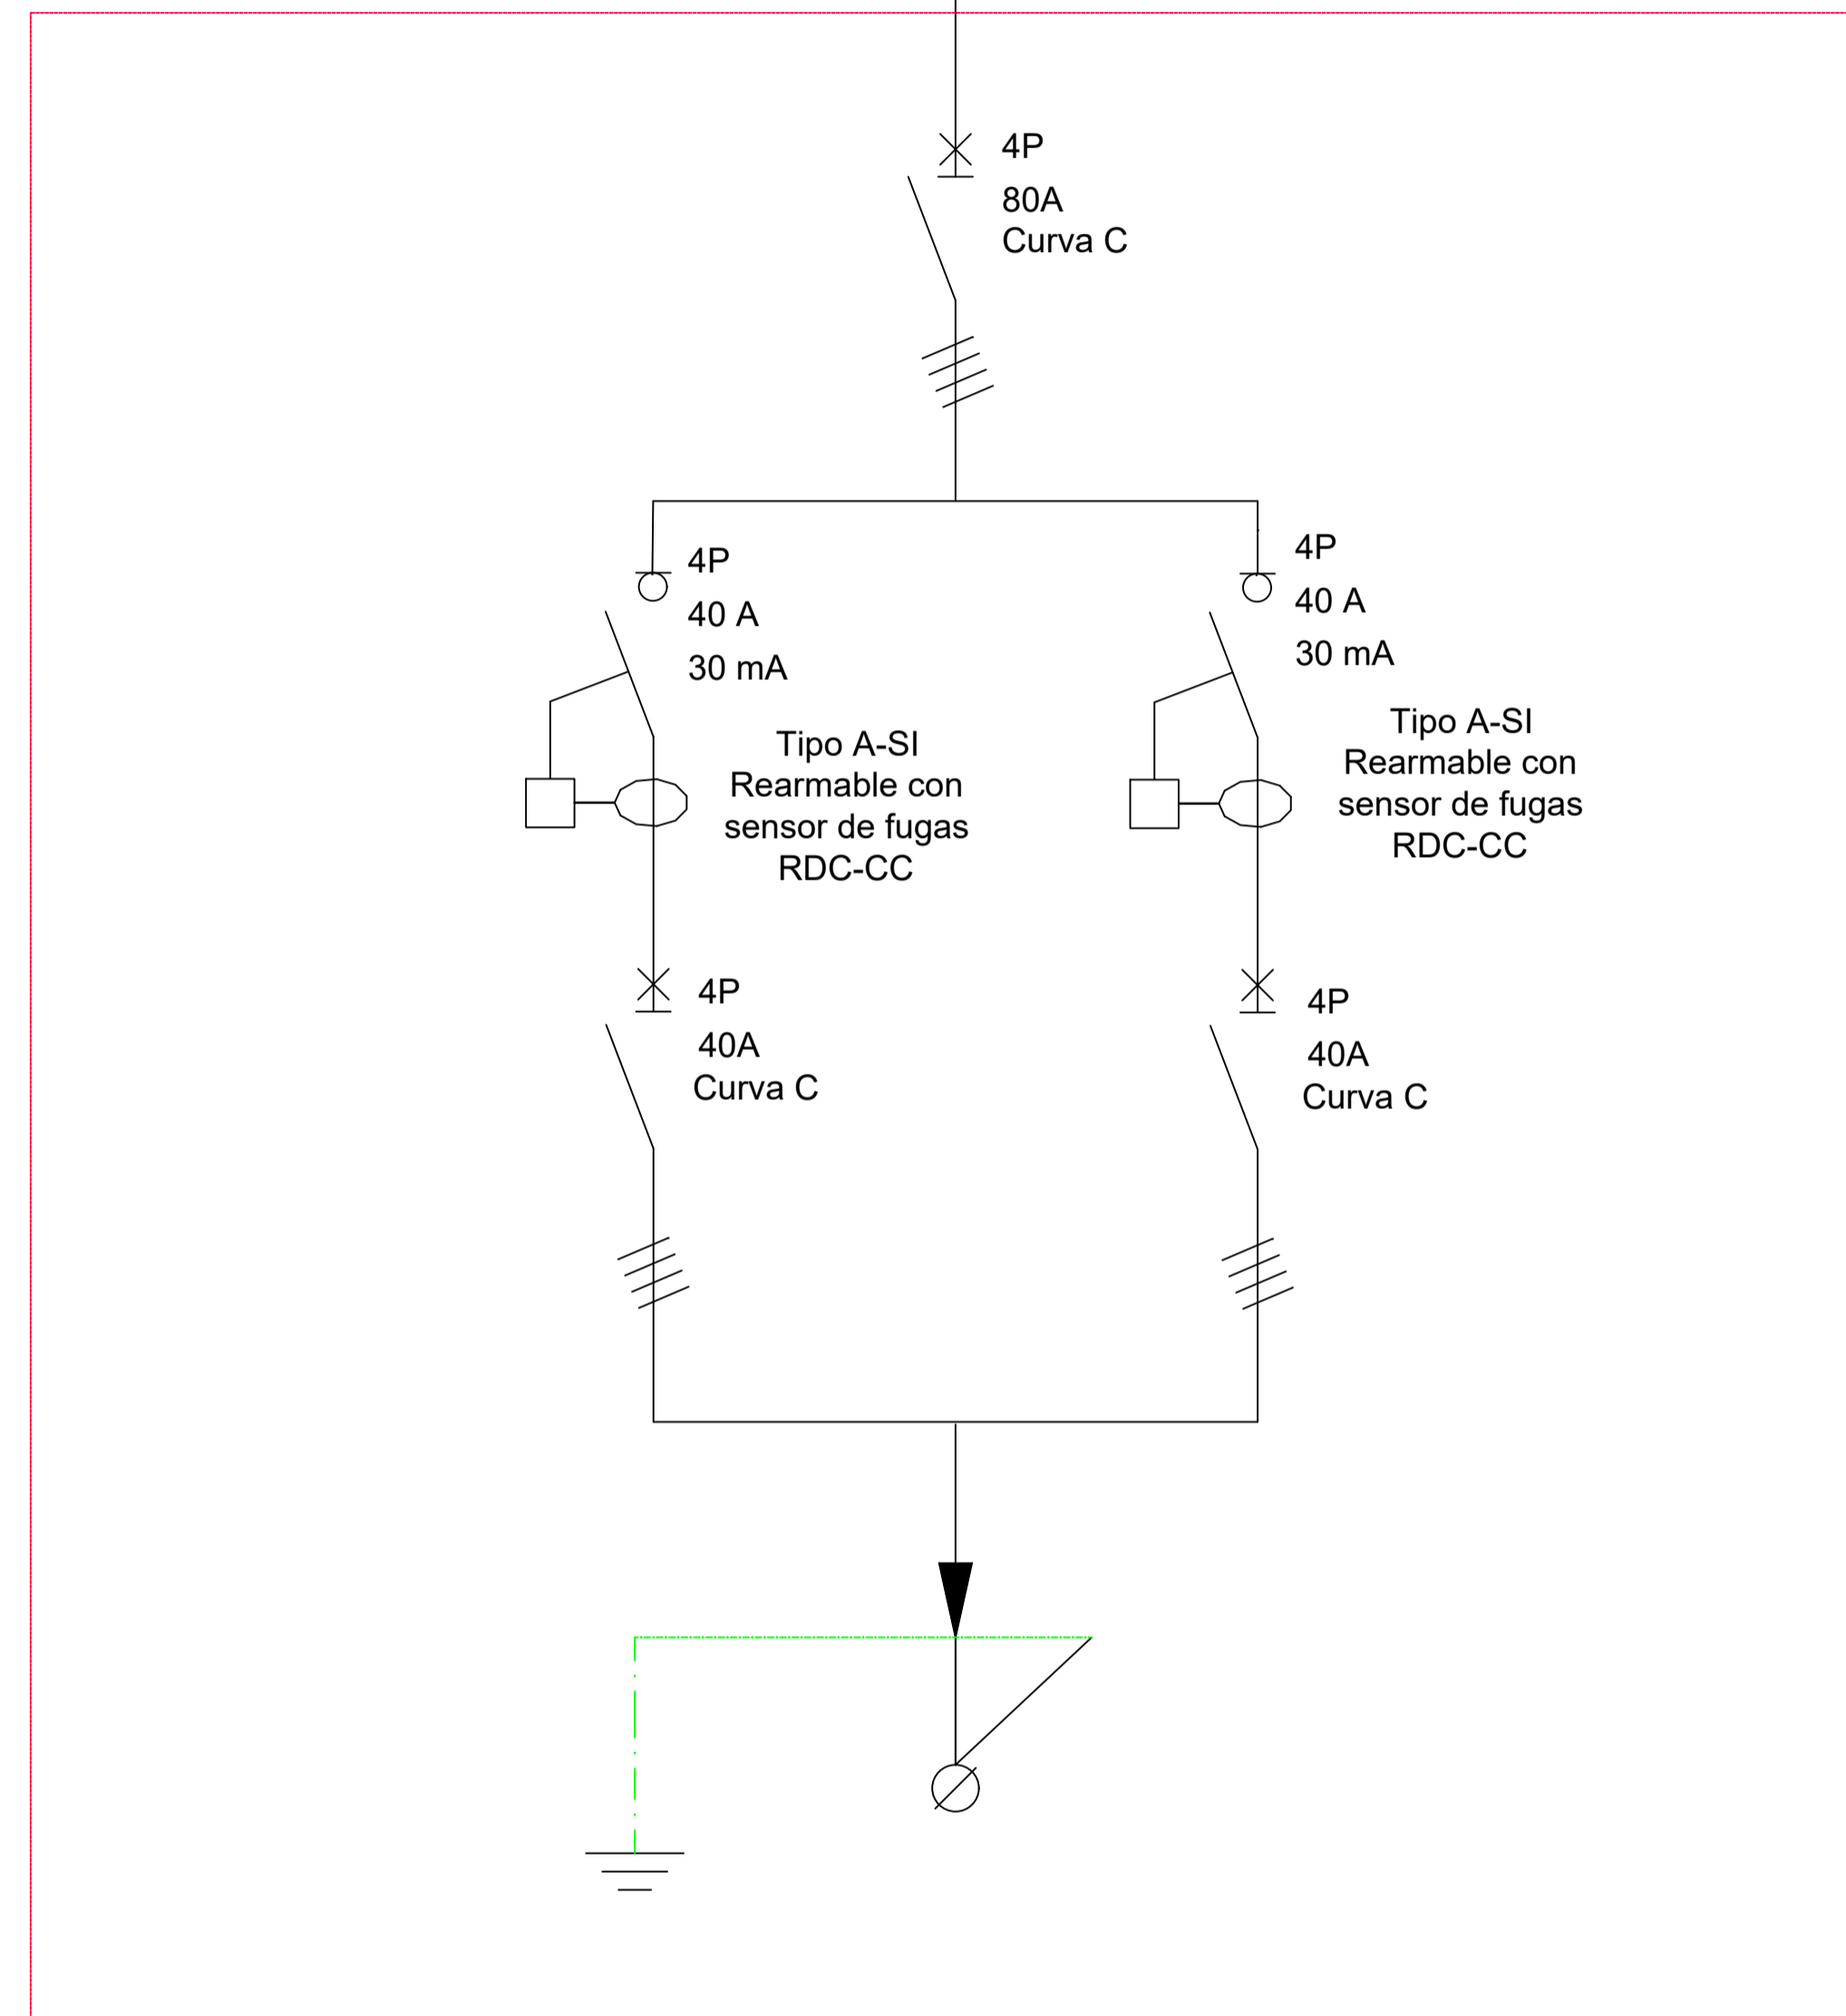 4P
80A
Curva C
4P
40 A
30 mA
Tipo A-SI
Rearmable con
sensor de fugas
RDC-CC
4P
40 A
30 mA
Tipo A-SI
Rearmable con
sensor de fugas
RDC-CC
4P
40A
Curva C
4P
40A
Curva C